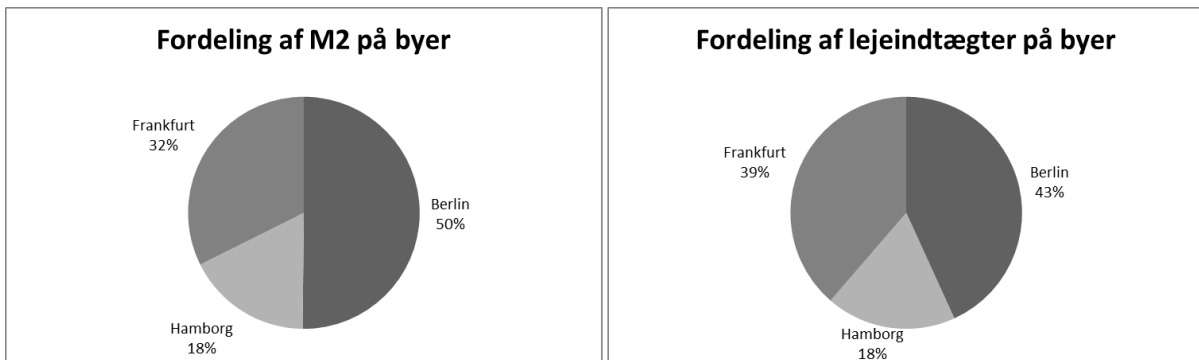 Fordeling af M2 på byer
Frankfurt
32%
Berlin
50%
Hamborg
18%
Fordeling af lejeindtægter på byer
Frankfurt
39%
Berlin
43%
Hamborg
18%